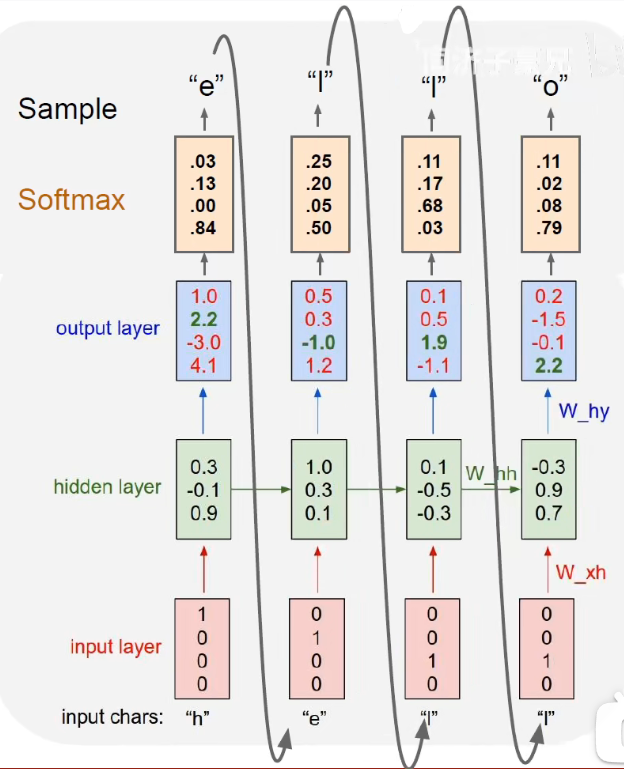 “e” “l” “l” “o”
Sample
.03 .25 .11 .11
.13 .20 .17 .02
Softmax
.00 .05 .68 .08
.84 .50 .03 .79
1.0 0.5 0.1 0.2
output layer 2.2 0.3 0.5 -1.5
-3.0 -1.0 1.9 -0.1
4.1 1.2 -1.1 2.2
W_hy
0.3 1.0 0.1 W_hh -0.3
hidden layer -0.1 0.3 -0.5 0.9
0.9 0.1 -0.3 0.7
W_xh
1 0 0 0
0 1 0 0
input layer 0 0 1 1
0 0 0 0
input chars: “h” “e” “l” “l”